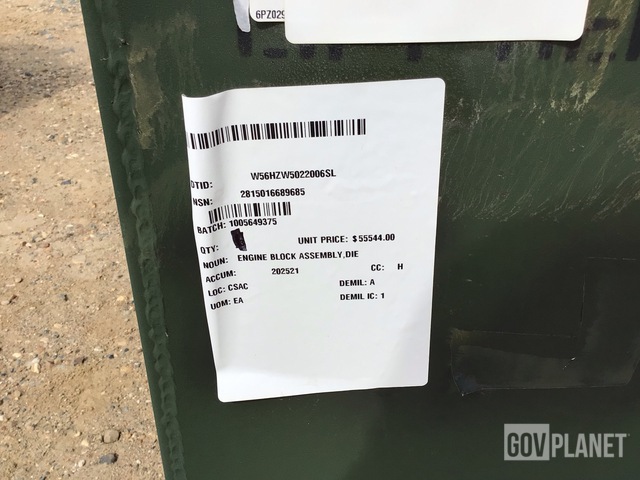 6PZ029
DTID: W56HZW5022006SL
NSN: 2815016689685
BATCH: 1005649375
QTY: UNIT PRICE: $55544.00
NOUN: ENGINE BLOCK ASSEMBLY,DIE
ACCUM: 202521 CC: H
LOC: CSAC DEMIL: A
UOM: EA DEMIL IC: 1
GOVPLANET